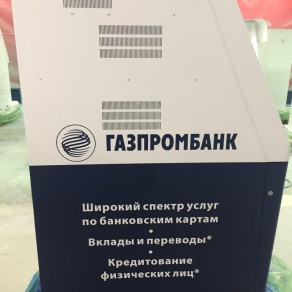 ГАЗПРОМБАНК
Широкий спектр услуг
по банковским картам
•
Вклады и переводы*
•
Кредитование
физических лиц*